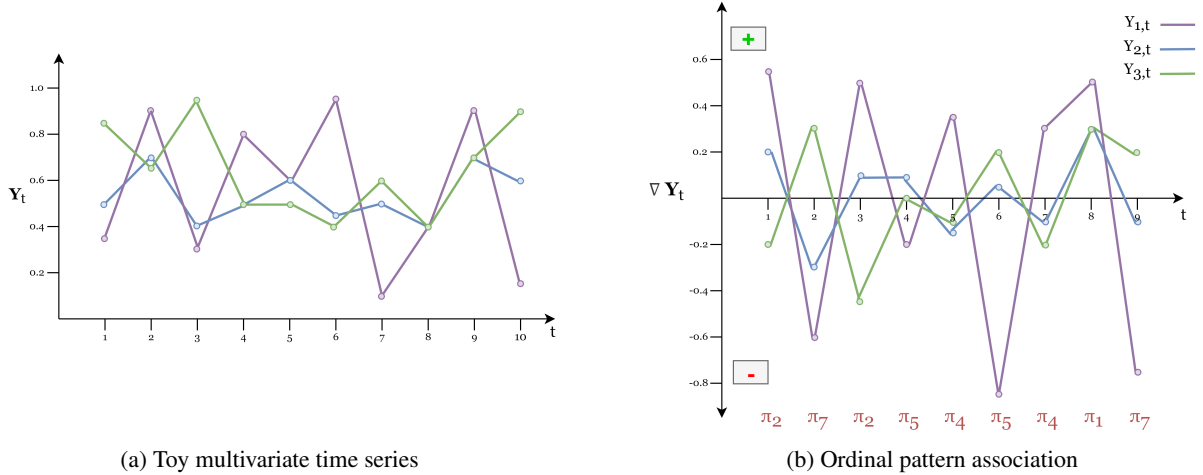 1.0
0.8
0.6
0.4
0.2
Y_t
1 2 3 4 5 6 7 8 9 10
t
(a) Toy multivariate time series
+
Y_{1,t}
Y_{2,t}
Y_{3,t}
0.6
0.4
0.2
∇ Y_t
-0.2
-0.4
-0.6
-0.8
1 2 3 4 5 6 7 8 9
t
-
π_2 π_7 π_2 π_5 π_4 π_5 π_4 π_1 π_7
(b) Ordinal pattern association